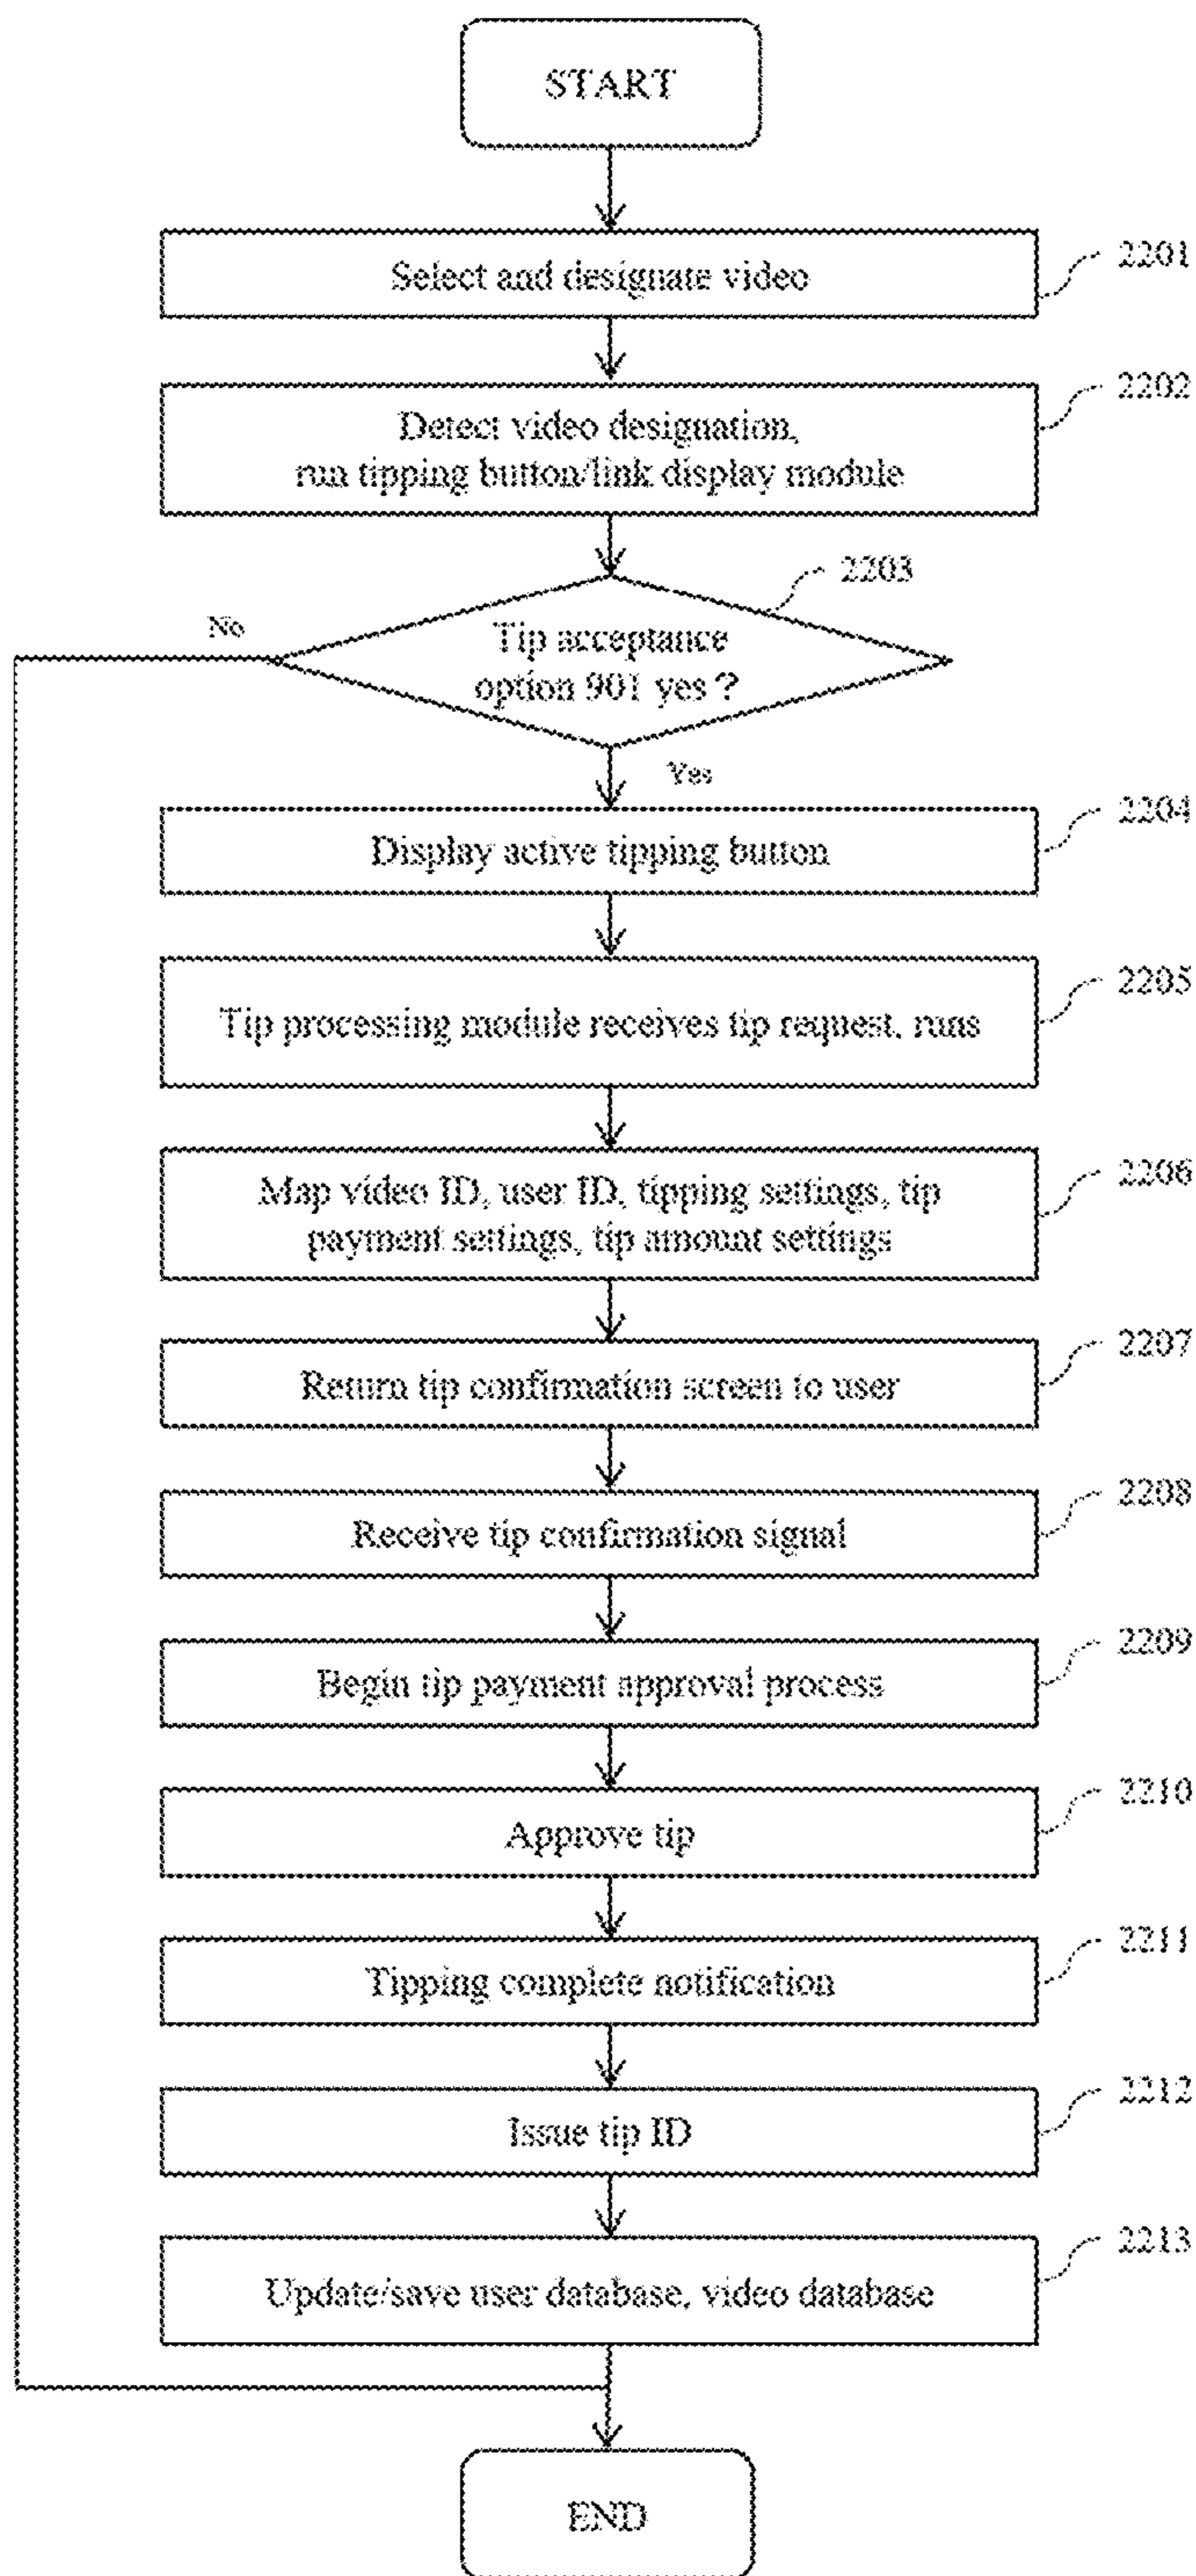 START
Select and designate video
2201
Detect video designation,
run tipping button/link display module
2202
2203
No
Tip acceptance
option 901 yes ?
Yes
Display active tipping button
2204
Tip processing module receives tip request, runs
2205
Map video ID, user ID, tipping settings, tip
payment settings, tip amount settings
2206
Return tip confirmation screen to user
2207
Receive tip confirmation signal
2208
Begin tip payment approval process
2209
Approve tip
2210
Tipping complete notification
2211
Issue tip ID
2212
Update/save user database, video database
2213
END